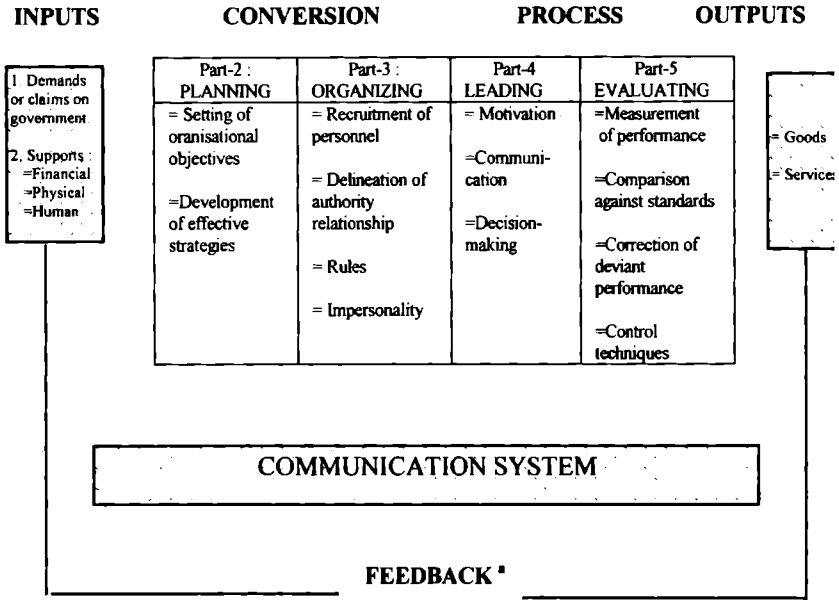 INPUTS CONVERSION PROCESS OUTPUTS
1. Demands
or claims on
government
2. Supports :
=Financial
=Physical
=Human
Part-2 :
PLANNING
= Setting of
oranisational
objectives
=Development
of effective
strategies
Part-3 :
ORGANIZING
= Recruitment of
personnel
= Delineation of
authority
relationship
= Rules
= Impersonality
Part-4
LEADING
= Motivation
=Communi-
cation
=Decision-
making
Part-5
EVALUATING
=Measurement
of performance
=Comparison
against standards
=Correction of
deviant
performance
=Control
techniques
= Goods
= Services
COMMUNICATION SYSTEM
FEEDBACK